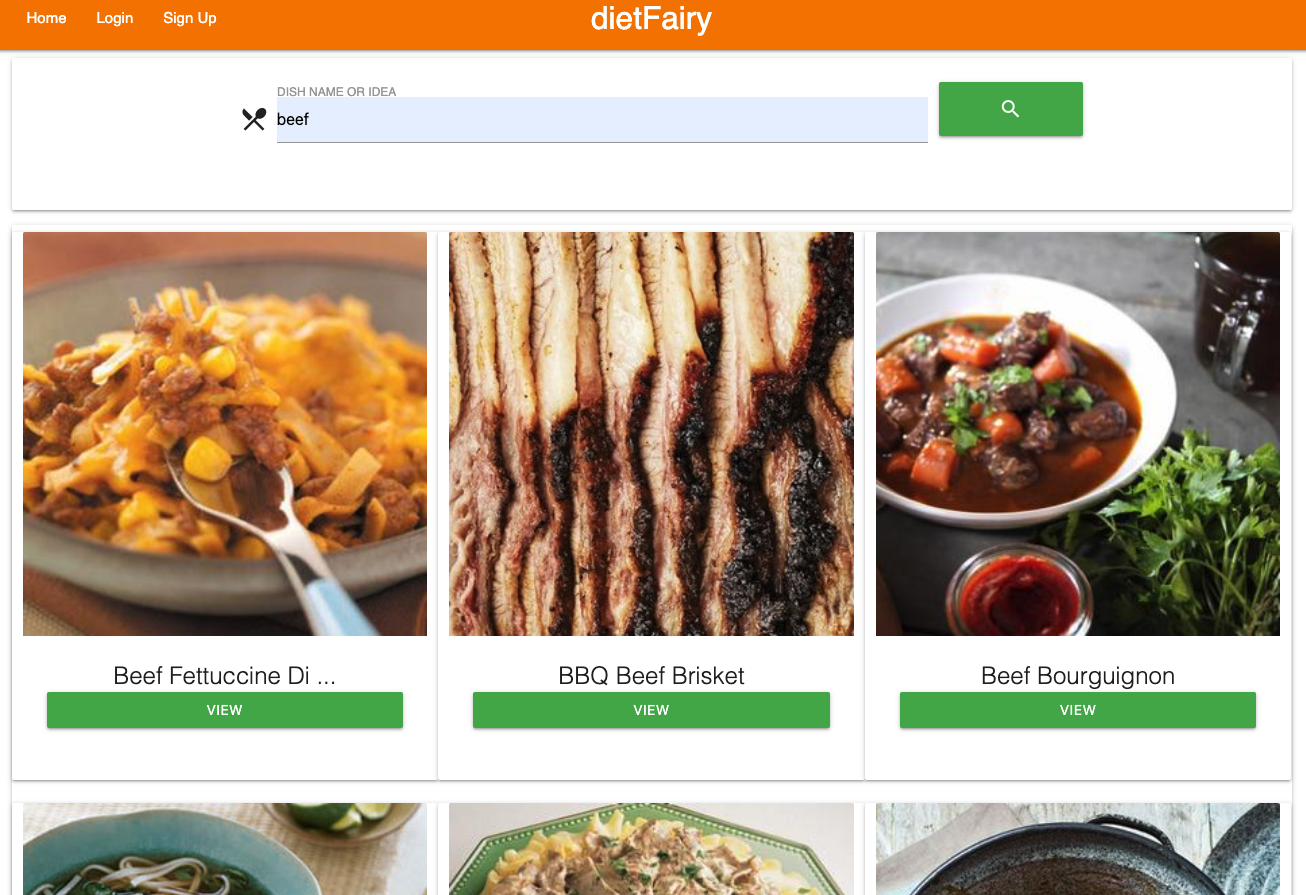 Home Login Sign Up dietFairy
DISH NAME OR IDEA
beef
Beef Fettuccine Di ... BBQ Beef Brisket Beef Bourguignon
VIEW VIEW VIEW